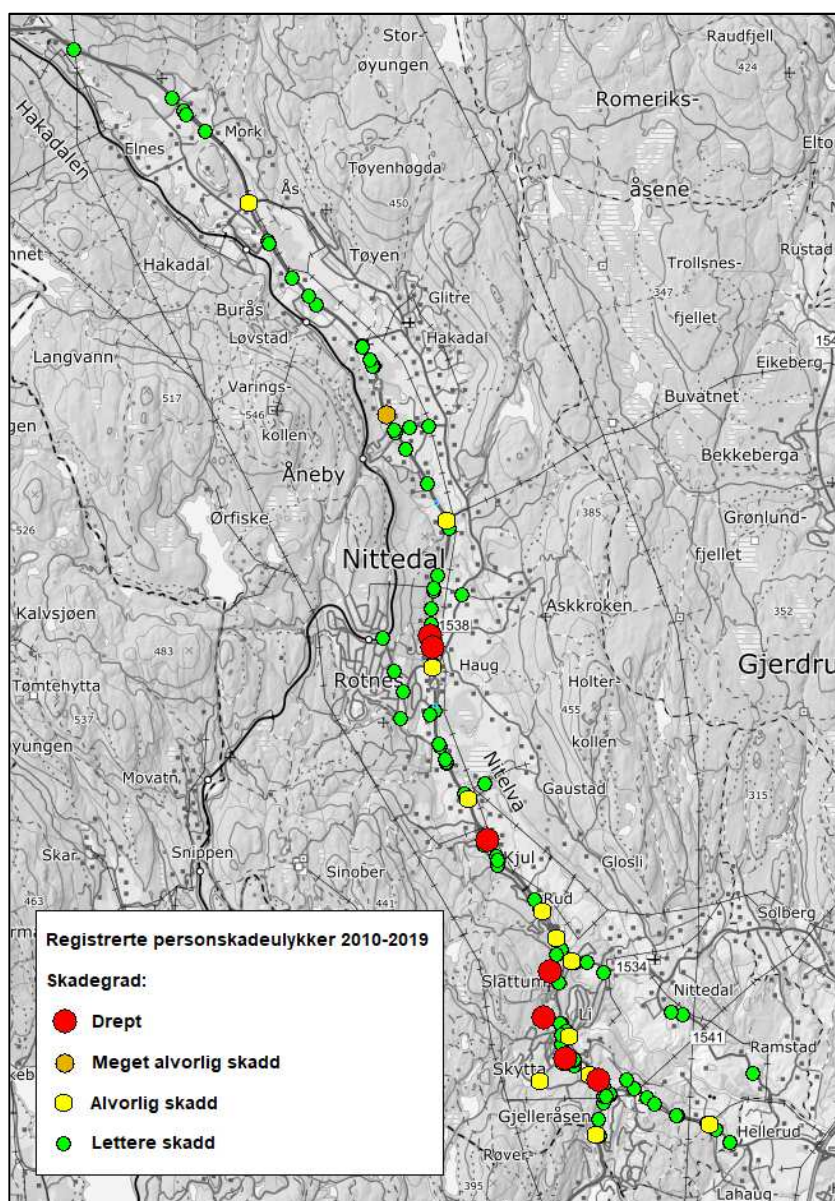 Stor-
øyungen
Raudfjell
424
Romeriks-
åsene
Hakadalen
Elnes
Mork
Tøyenhøgda
450
Elto
Ås
Hakadal
Tøyen
Rustad
Trollsnes-
fjellet
347
Burås
Løvstad
Glitre
Hakadal
154
Langvann
517
Varings-
546
kollen
Eikeberg
Buvatnet
Åneby
Bekkeberga
Ørfiske
526
385
Grønlund-
fjellet
Nittedal
Kalvsjøen
483
Askkroken
352
1538
Gjerdru
Haug
Rotnes
Tømtehytta
537
Holter-
455
kollen
yungen
Movatn
Nitelva
Gaustad
315
Skar
Snippen
Sinober
Kjul
Glosli
463
441
Rud
Solberg
1534
Slattum
Nittedal
Li
1541
Ramstad
Skytta
Gjelleråsen
Hellerud
Røver-
395
Lahaug
Registrerte personskadeulykker 2010-2019
Skadegrad:
Drept
Meget alvorlig skadd
Alvorlig skadd
Lettere skadd